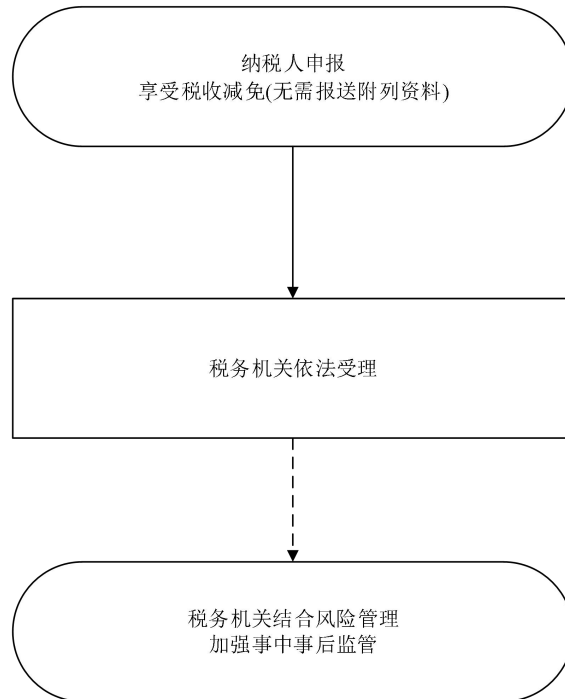 纳税人申报
享受税收减免(无需报送附列资料)
税务机关依法受理
税务机关结合风险管理
加强事中事后监管